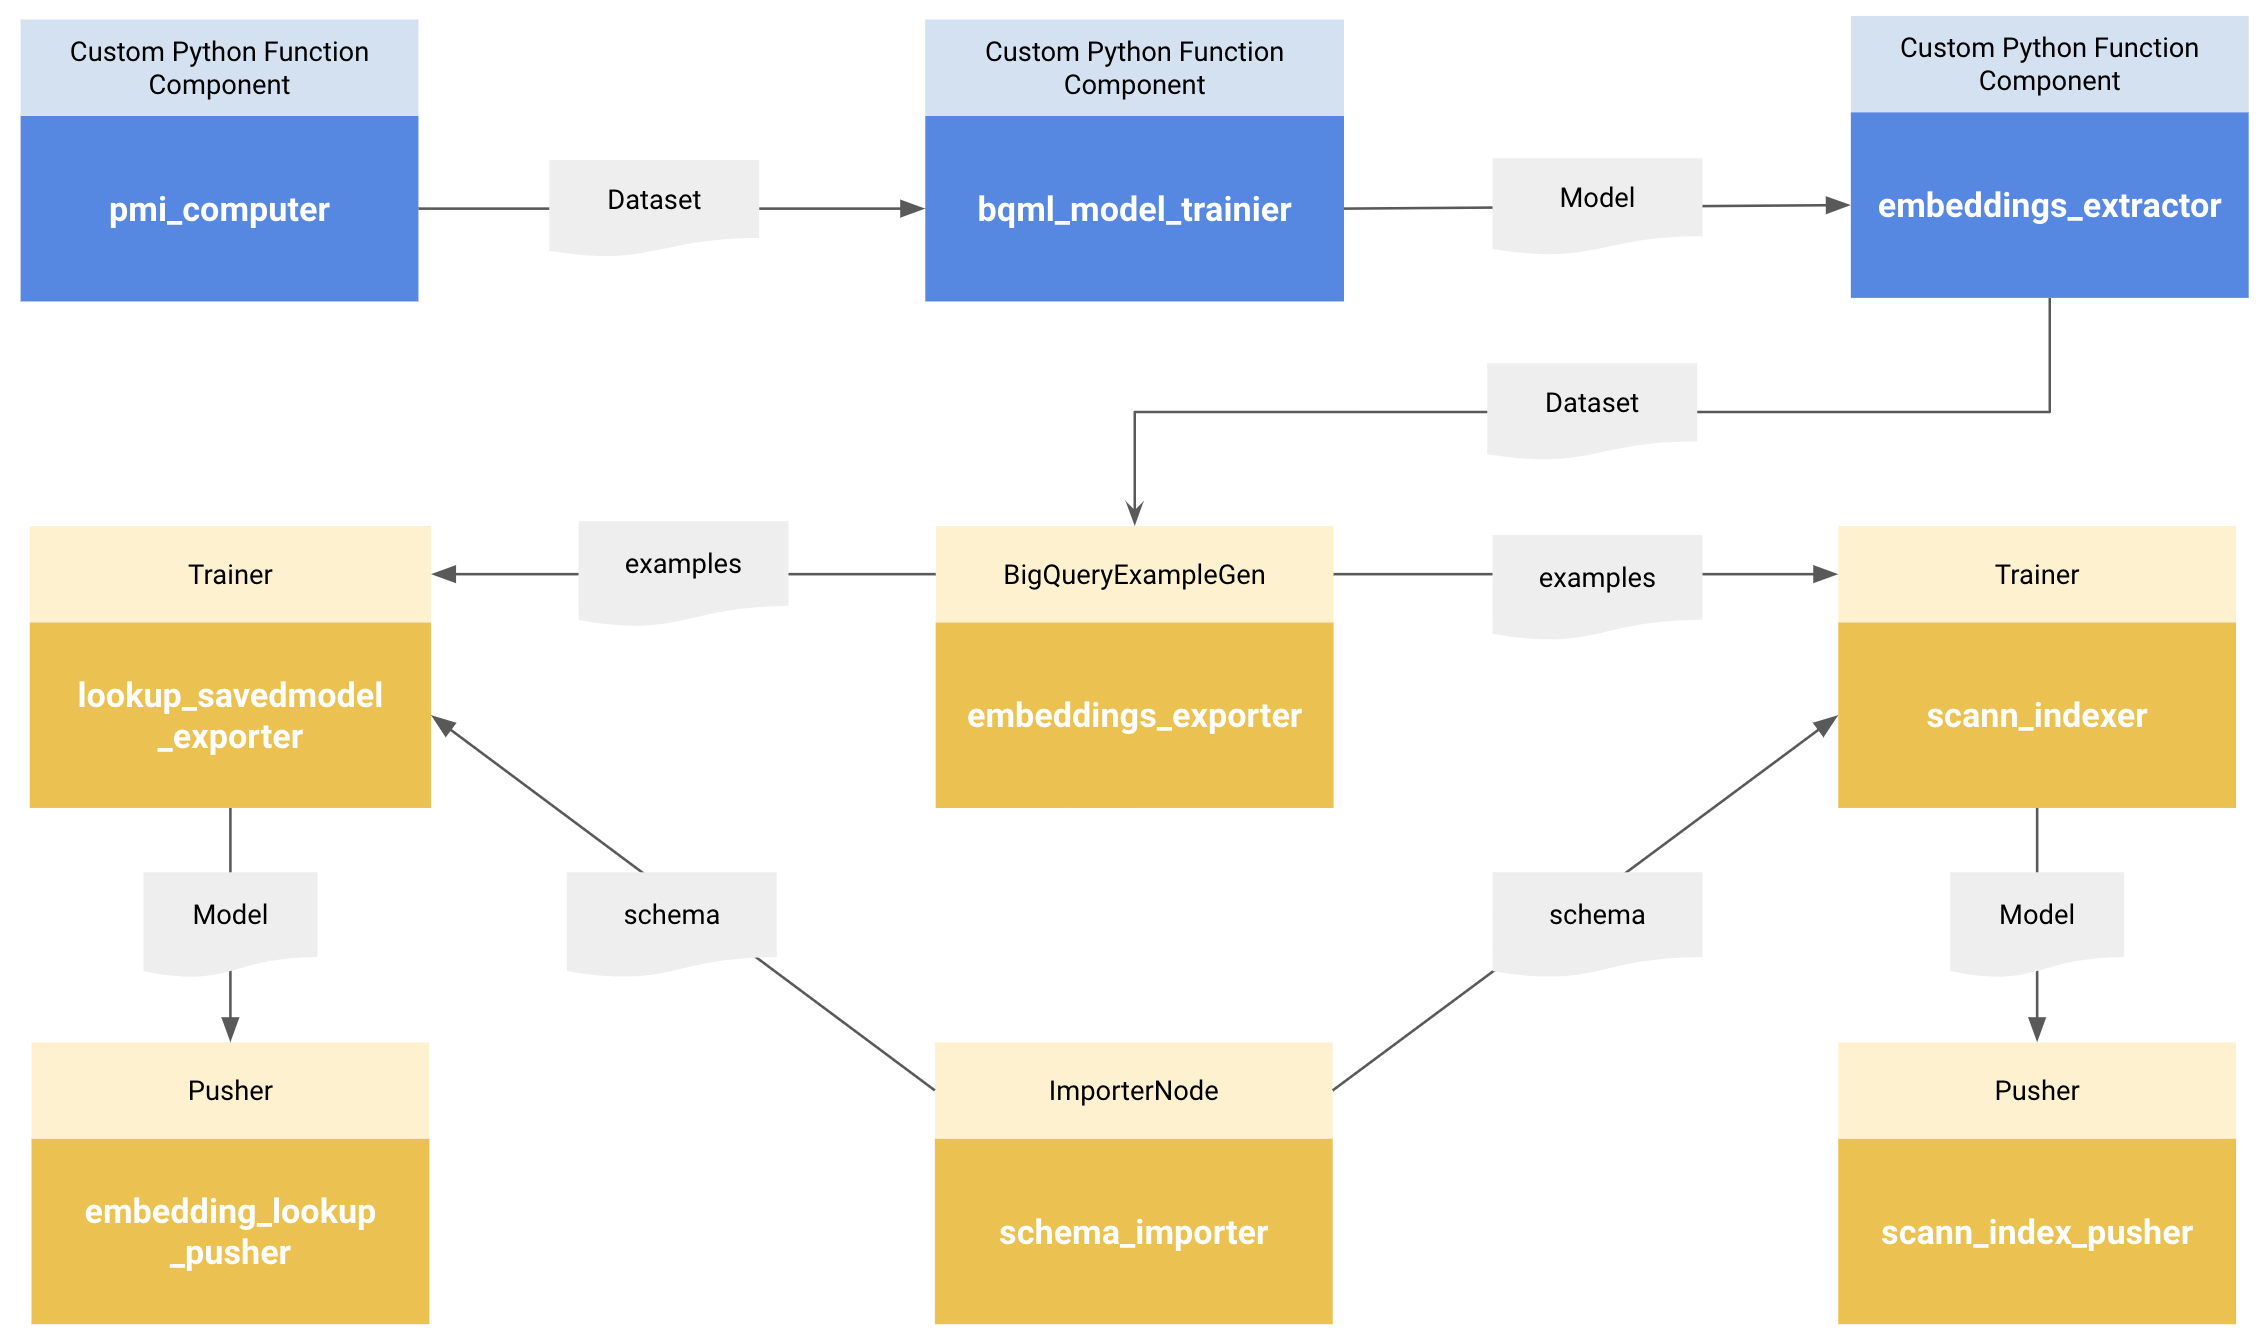 Custom Python Function
Component
pmi_computer
Dataset
Custom Python Function
Component
bqml_model_trainier
Model
Custom Python Function
Component
embeddings_extractor
Dataset
Trainer
lookup_savedmodel
_exporter
examples
BigQueryExampleGen
embeddings_exporter
examples
Trainer
scann_indexer
Model
schema
schema
Model
Pusher
embedding_lookup
_pusher
ImporterNode
schema_importer
Pusher
scann_index_pusher